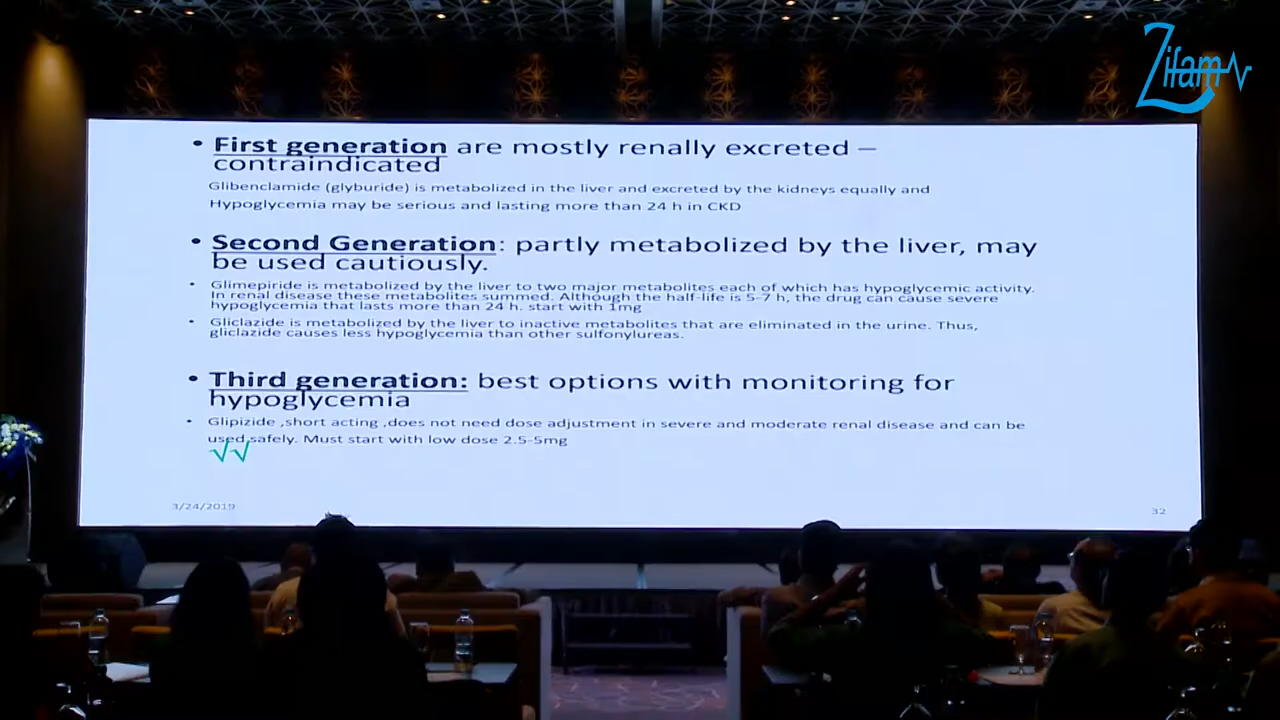 Zifam
• First generation are mostly renally excreted –
contraindicated
Glibenclamide (glyburide) is metabolized in the liver and excreted by the kidneys equally and
Hypoglycemia may be serious and lasting more than 24 h in CKD
• Second Generation: partly metabolized by the liver, may
be used cautiously.
• Glimepiride is metabolized by the liver to two major metabolites each of which has hypoglycemic activity.
In renal disease these metabolites summed. Although the half-life is 5-7 h, the drug can cause severe
hypoglycemia that lasts more than 24 h. start with 1mg
• Gliclazide is metabolized by the liver to inactive metabolites that are eliminated in the urine. Thus,
gliclazide causes less hypoglycemia than other sulfonylureas.
• Third generation: best options with monitoring for
hypoglycemia
• Glipizide ,short acting ,does not need dose adjustment in severe and moderate renal disease and can be
used safely. Must start with low dose 2.5-5mg
√√
3/24/2019
32